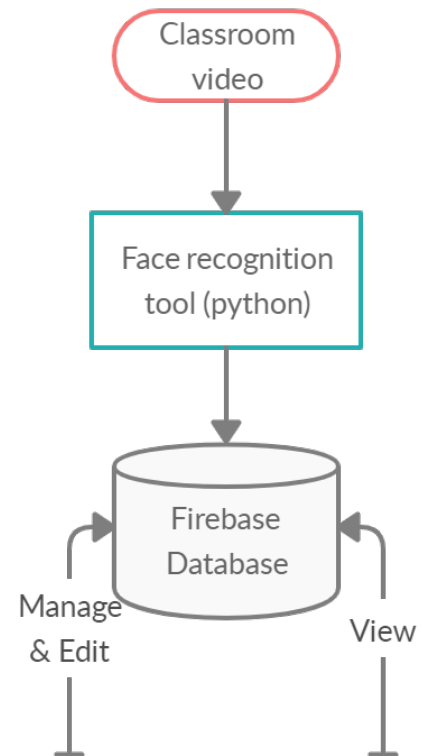 Classroom
video
Face recognition
tool (python)
Firebase
Database
Manage
& Edit
View